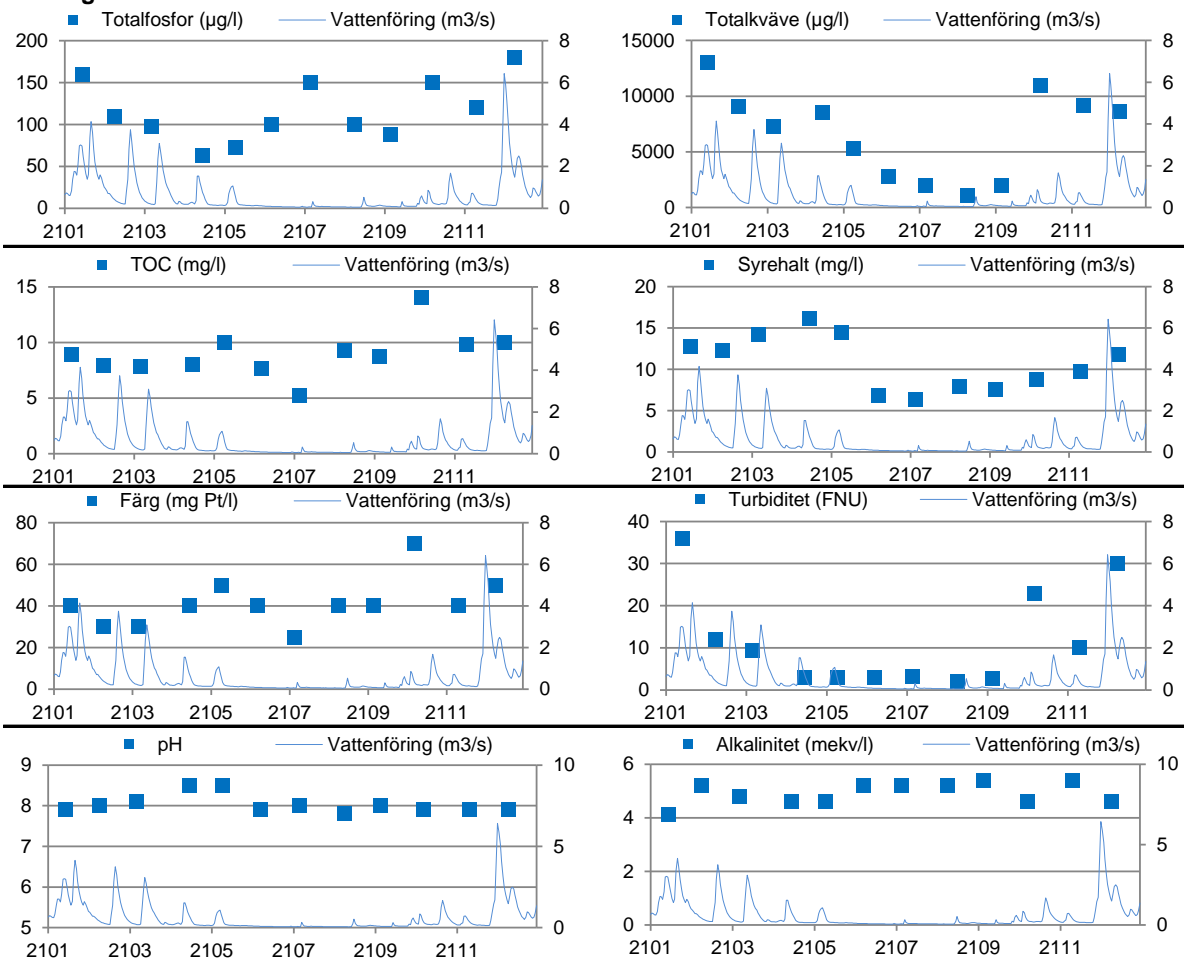 Totalfosfor (µg/l) Vattenföring (m3/s)
200 8
150 6
100 4
50 2
0 0
2101 2103 2105 2107 2109 2111
Totalkväve (µg/l) Vattenföring (m3/s)
15000 8
10000 6
4
5000 2
0 0
2101 2103 2105 2107 2109 2111
TOC (mg/l) Vattenföring (m3/s)
15 8
10 6
4
5 2
0 0
2101 2103 2105 2107 2109 2111
Syrehalt (mg/l) Vattenföring (m3/s)
20 8
15 6
10 4
5 2
0 0
2101 2103 2105 2107 2109 2111
Färg (mg Pt/l) Vattenföring (m3/s)
80 8
60 6
40 4
20 2
0 0
2101 2103 2105 2107 2109 2111
Turbiditet (FNU) Vattenföring (m3/s)
40 8
30 6
20 4
10 2
0 0
2101 2103 2105 2107 2109 2111
pH Vattenföring (m3/s)
9 10
8
7 5
6
5 0
2101 2103 2105 2107 2109 2111
Alkalinitet (mekv/l) Vattenföring (m3/s)
6 10
4
5
2
0 0
2101 2103 2105 2107 2109 2111